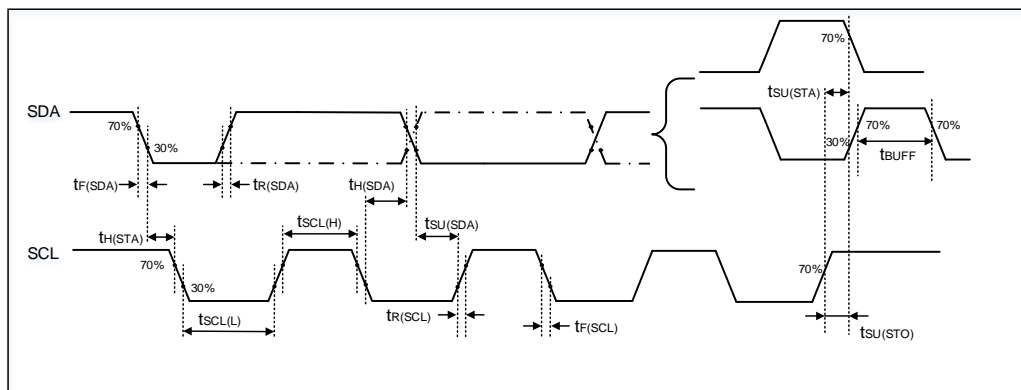 70%
tSU(STA)
SDA
70%
30%
30%
70%
70%
tBUFF
tF(SDA)
tR(SDA)
tH(SDA)
tSCL(H)
tSU(SDA)
tH(STA)
SCL
70%
30%
70%
tSCL(L)
tR(SCL)
tF(SCL)
tSU(STO)